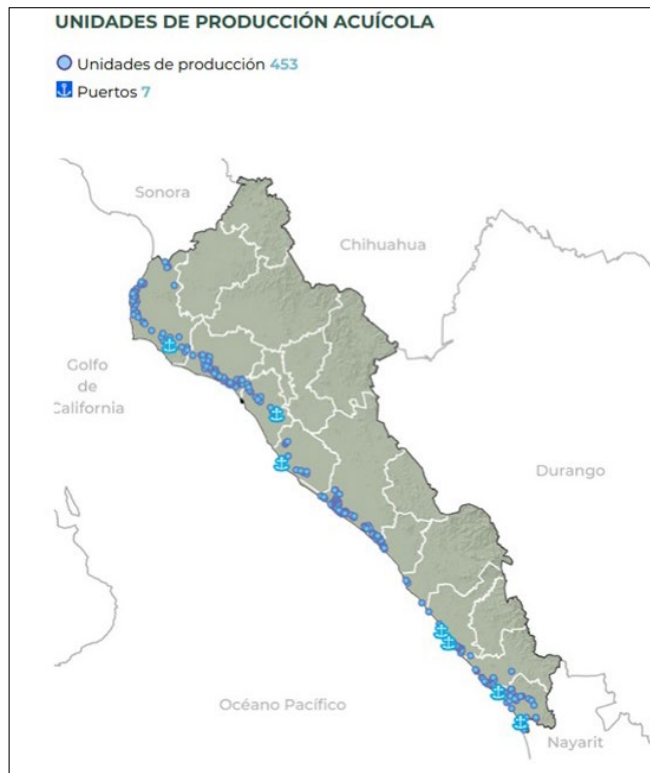 UNIDADES DE PRODUCCIÓN ACUÍCOLA
Unidades de producción 453
Puertos 7
Sonora
Chihuahua
Golfo
de
California
Durango
Océano Pacífico
Nayarit